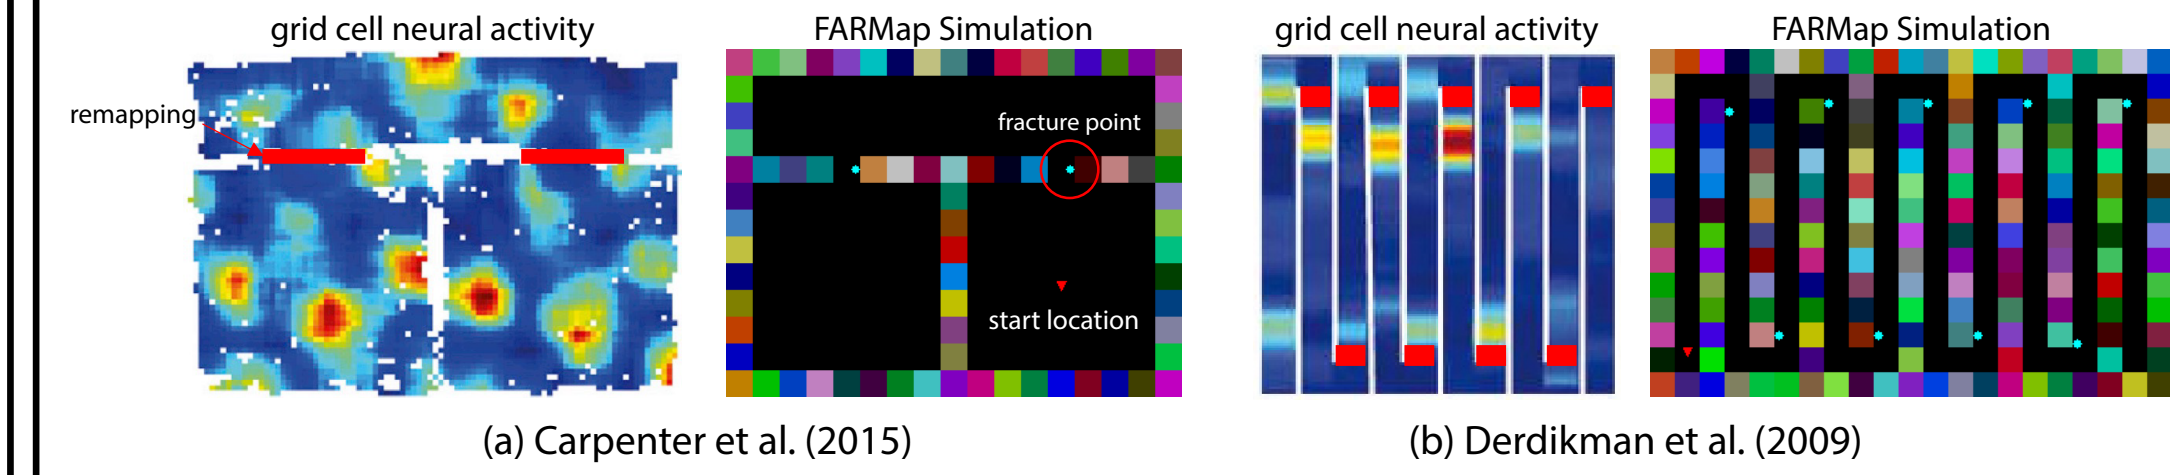 grid cell neural activity
FARMap Simulation
remapping
fracture point
start location
(a) Carpenter et al. (2015)
grid cell neural activity
FARMap Simulation
(b) Derdikman et al. (2009)